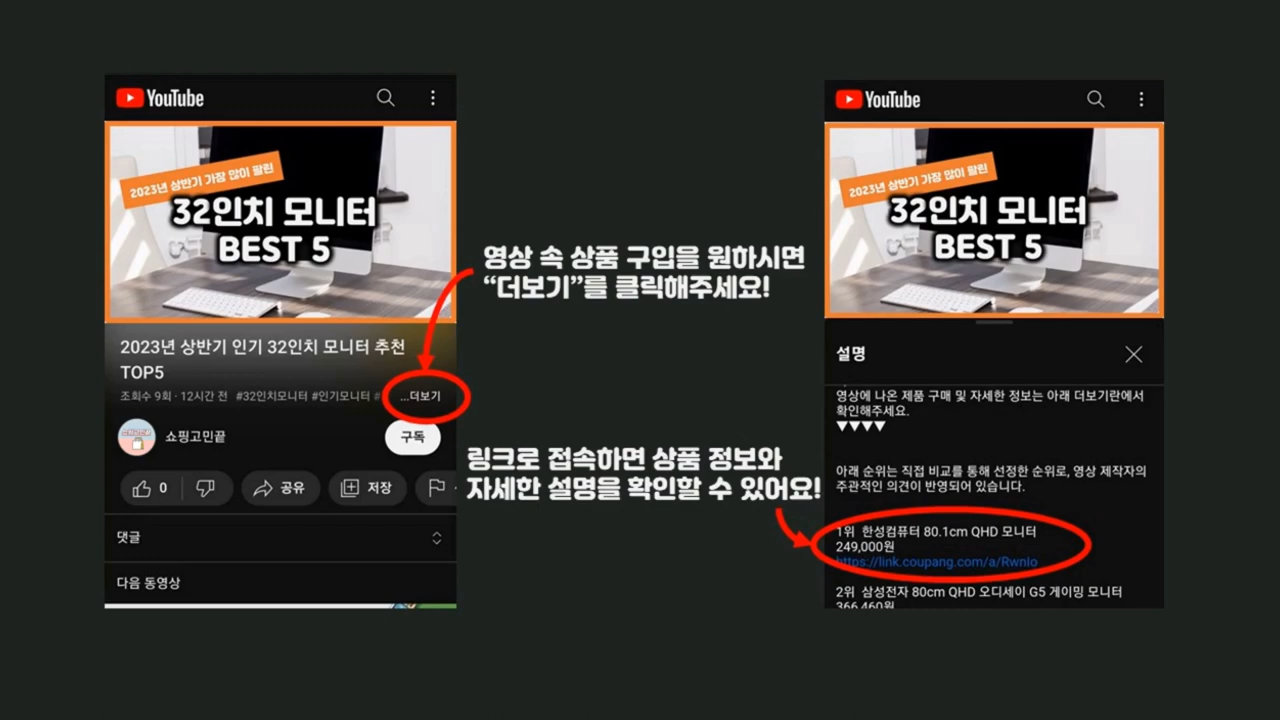 YouTube
2023년 상반기 가장 많이 팔린
32인치 모니터
BEST 5
2023년 상반기 인기 32인치 모니터 추천
TOP5
조회수 9회 · 12시간 전 #32인치모니터 #인기모니터 # ...더보기
쇼핑고민끝
구독
0
공유
저장
댓글
다음 동영상
영상 속 상품 구입을 원하시면
“더보기”를 클릭해주세요!
링크로 접속하면 상품 정보와
자세한 설명을 확인할 수 있어요!
YouTube
2023년 상반기 가장 많이 팔린
32인치 모니터
BEST 5
설명
영상에 나온 제품 구매 및 자세한 정보는 아래 더보기란에서
확인해주세요.
▼▼▼▼
아래 순위는 직접 비교를 통해 선정한 순위로, 영상 제작자의
주관적인 의견이 반영되어 있습니다.
1위 한성컴퓨터 80.1cm QHD 모니터
249,000원
https://link.coupang.com/a/RwnIo
2위 삼성전자 80cm QHD 오디세이 G5 게이밍 모니터
366,460원